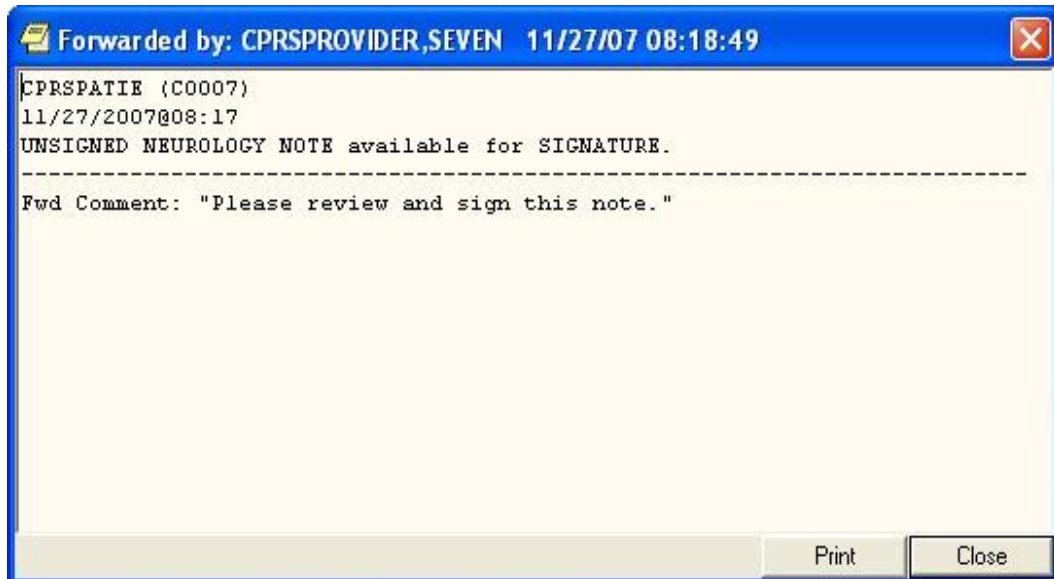 Forwarded by: CPRSPROVIDER,SEVEN 11/27/07 08:18:49
CPRSPATIE (C0007)
11/27/2007@08:17
UNSIGNED NEUROLOGY NOTE available for SIGNATURE.
--------------------------------------------------------------------------
Fwd Comment: "Please review and sign this note."
Print Close